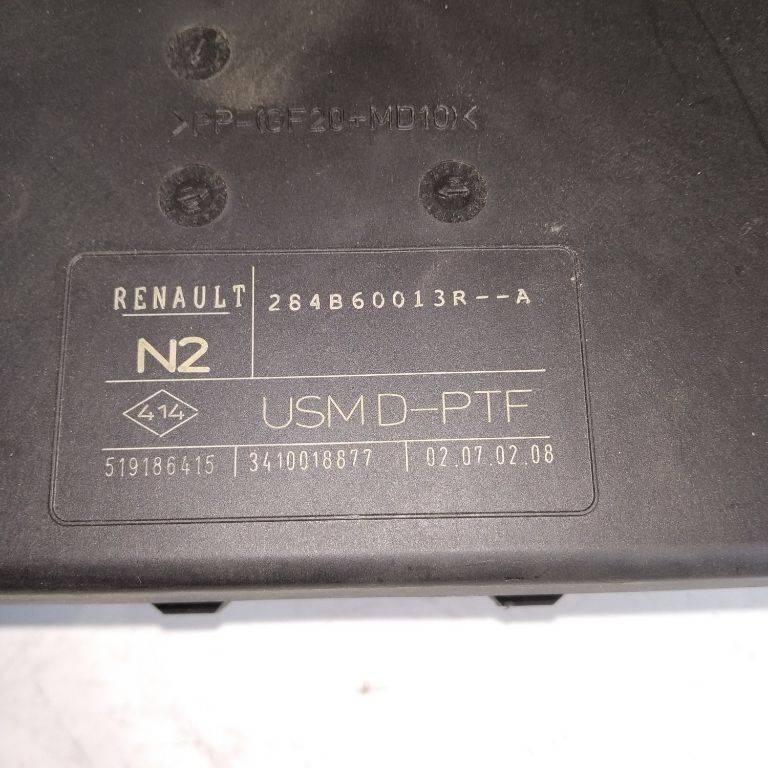 >PP-(GF20+MD10)<
RENAULT 284B60013R--A
N2
414 USM D-PTF
519186415 3410018877 02.07.02.08